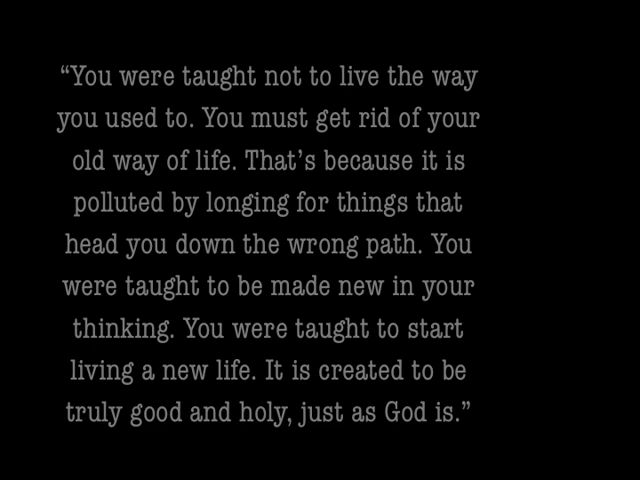 “You were taught not to live the way
you used to. You must get rid of your
old way of life. That’s because it is
polluted by longing for things that
head you down the wrong path. You
were taught to be made new in your
thinking. You were taught to start
living a new life. It is created to be
truly good and holy, just as God is.”